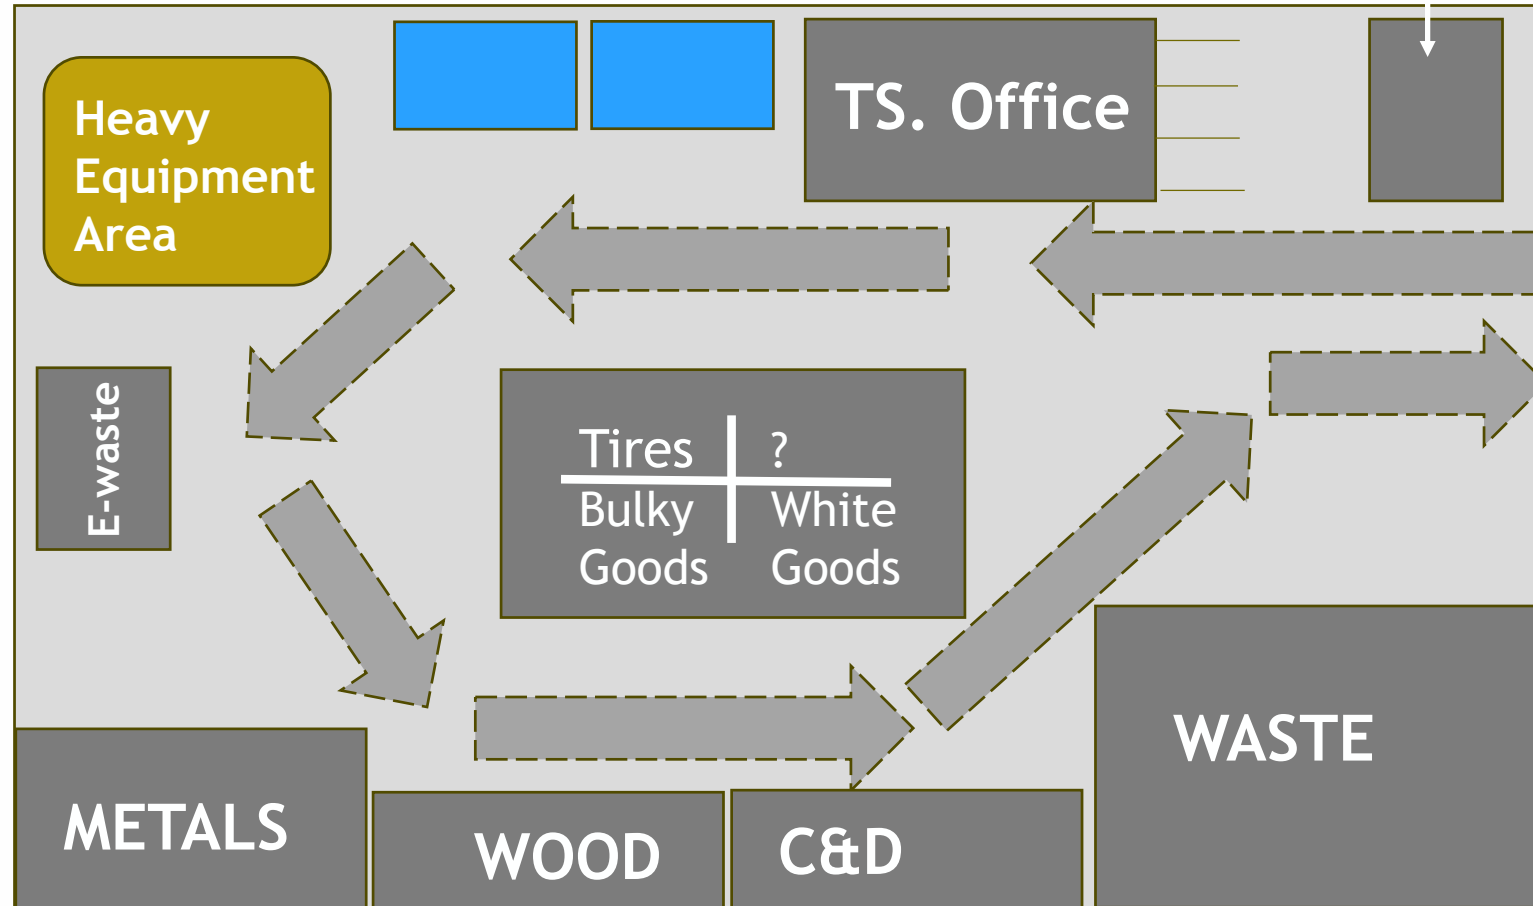 Heavy
Equipment
Area
TS. Office
E-waste
Tires ?
Bulky White
Goods Goods
METALS
WOOD
C&D
WASTE